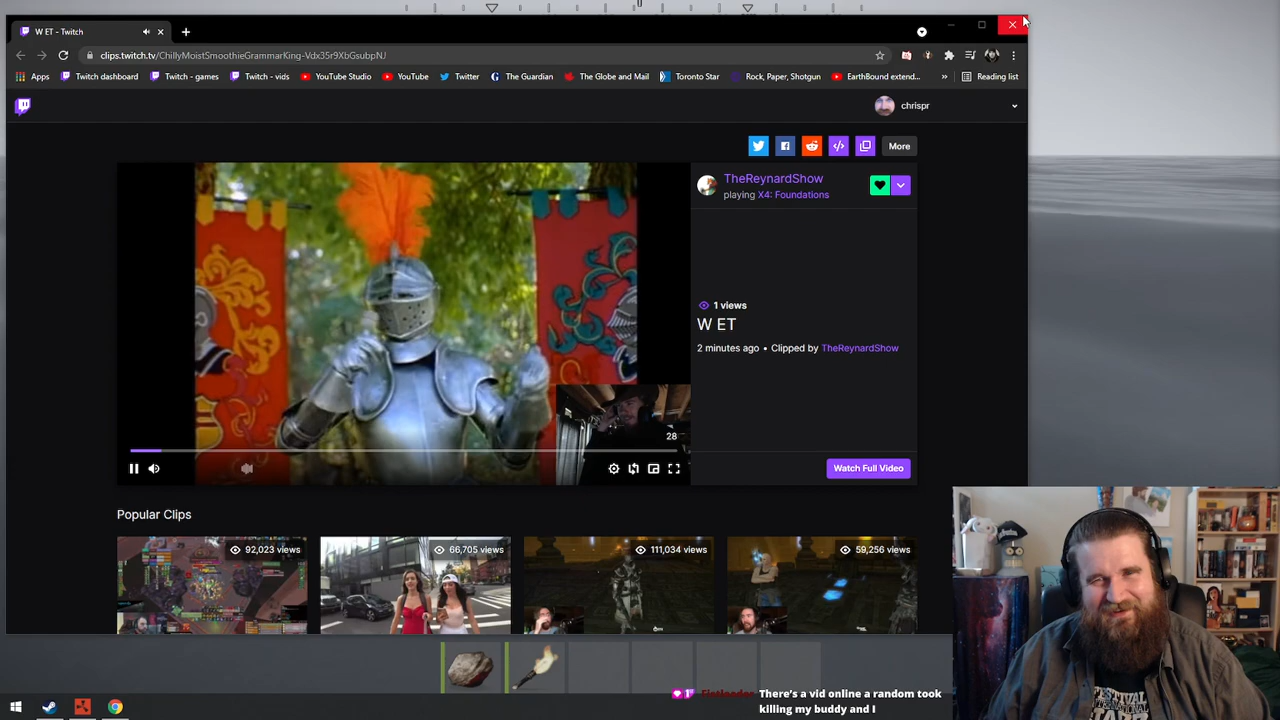 W ET - Twitch
clips.twitch.tv/ChillyMoistSmoothieGrammarKing-Vdx35r9XbGsubpNJ
Apps Twitch dashboard Twitch - games Twitch - vids YouTube Studio YouTube Twitter The Guardian The Globe and Mail Toronto Star Rock, Paper, Shotgun EarthBound extend... » Reading list
chrispr
More
TheReynardShow
playing X4: Foundations
1 views
W ET
2 minutes ago • Clipped by TheReynardShow
28
Watch Full Video
Popular Clips
92,023 views 66,705 views 111,034 views 59,256 views
There's a vid online a random took
killing my buddy and I
FESTIVAL
INTERNATIONAL